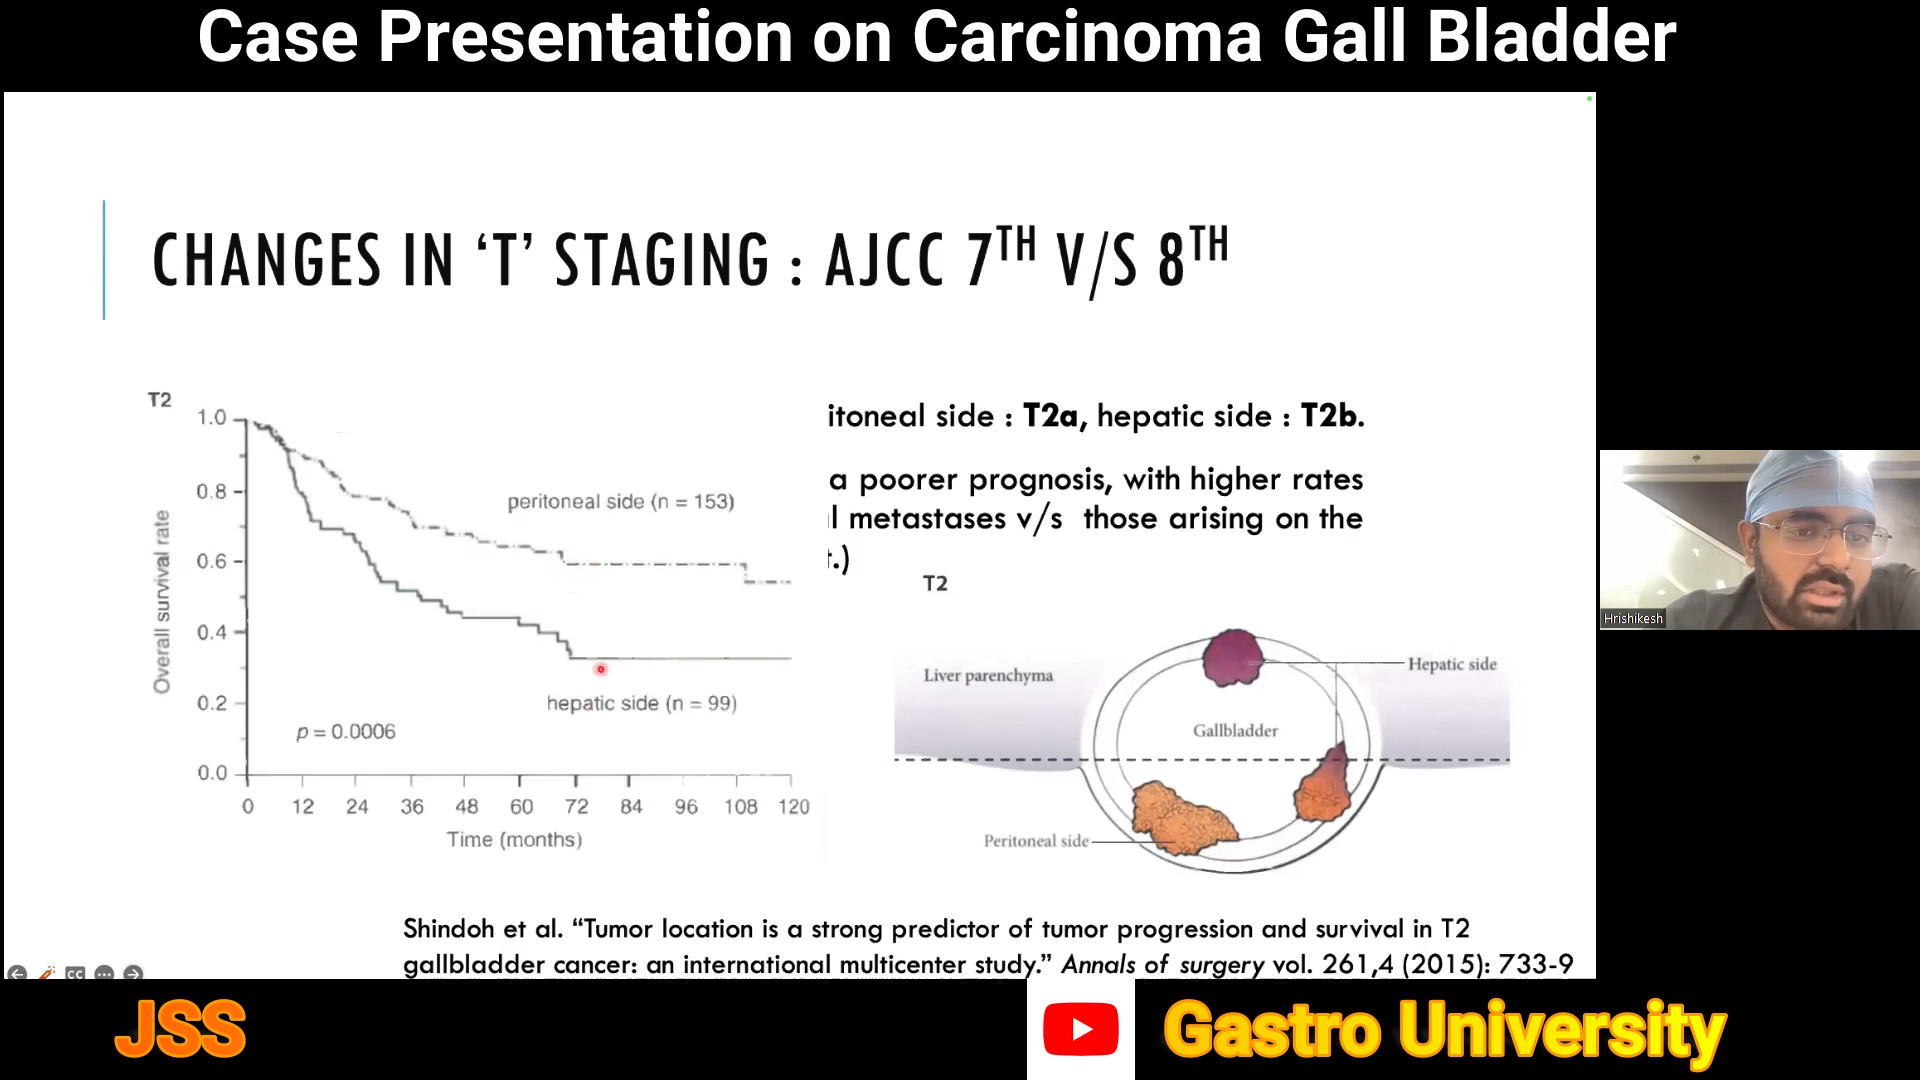 Case Presentation on Carcinoma Gall Bladder
CHANGES IN ‘T’ STAGING : AJCC 7TH V/S 8TH
T2
1.0
0.8
0.6
0.4
0.2
0.0
Overall survival rate
peritoneal side (n = 153)
hepatic side (n = 99)
p = 0.0006
0 12 24 36 48 60 72 84 96 108 120
Time (months)
itoneal side : T2a, hepatic side : T2b.
a poorer prognosis, with higher rates
l metastases v/s those arising on the
.)
T2
Liver parenchyma
Hepatic side
Gallbladder
Peritoneal side
Shindoh et al. “Tumor location is a strong predictor of tumor progression and survival in T2
gallbladder cancer: an international multicenter study.” Annals of surgery vol. 261,4 (2015): 733-9
CC
Hrishikesh
JSS
Gastro University